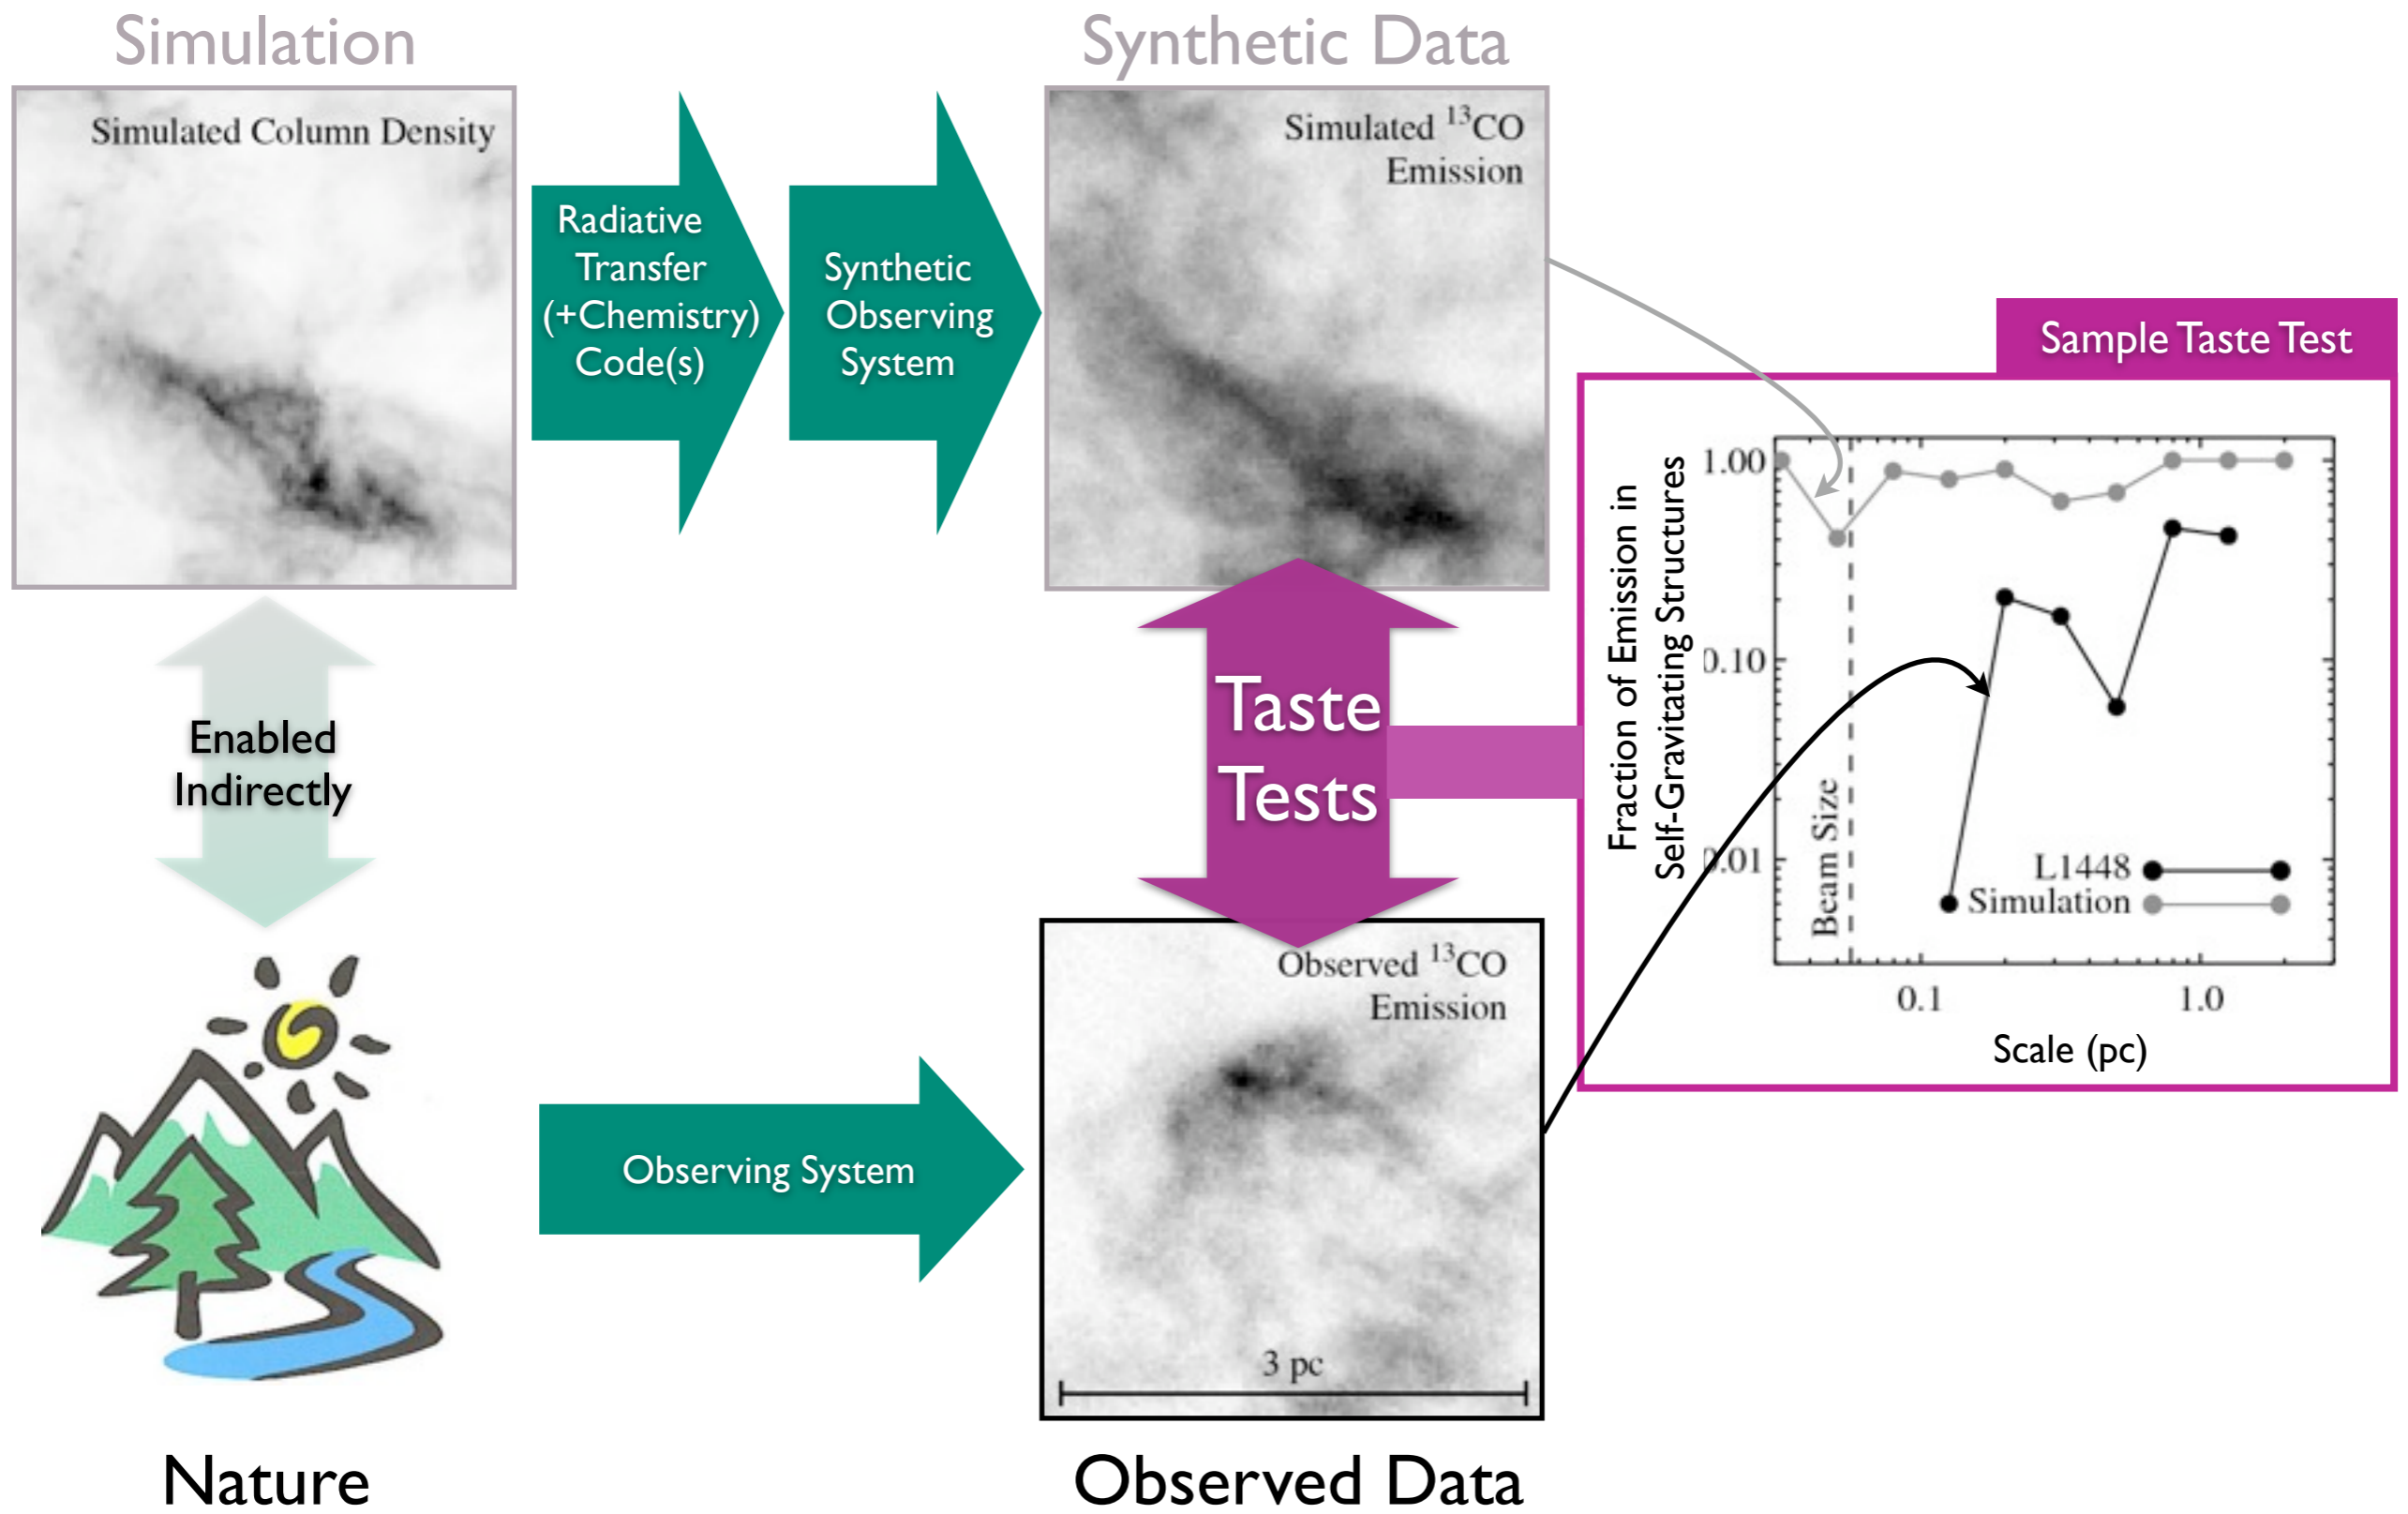 Simulation
Synthetic Data
Simulated Column Density
Simulated ¹³CO
Emission
Radiative
Transfer
(+Chemistry)
Code(s)
Synthetic
Observing
System
Sample Taste Test
Fraction of Emission in
Self-Gravitating Structures
1.00
0.10
0.01
Beam Size
L1448
Simulation
0.1
1.0
Scale (pc)
Enabled
Indirectly
Taste
Tests
Observed ¹³CO
Emission
Observing System
3 pc
Nature
Observed Data